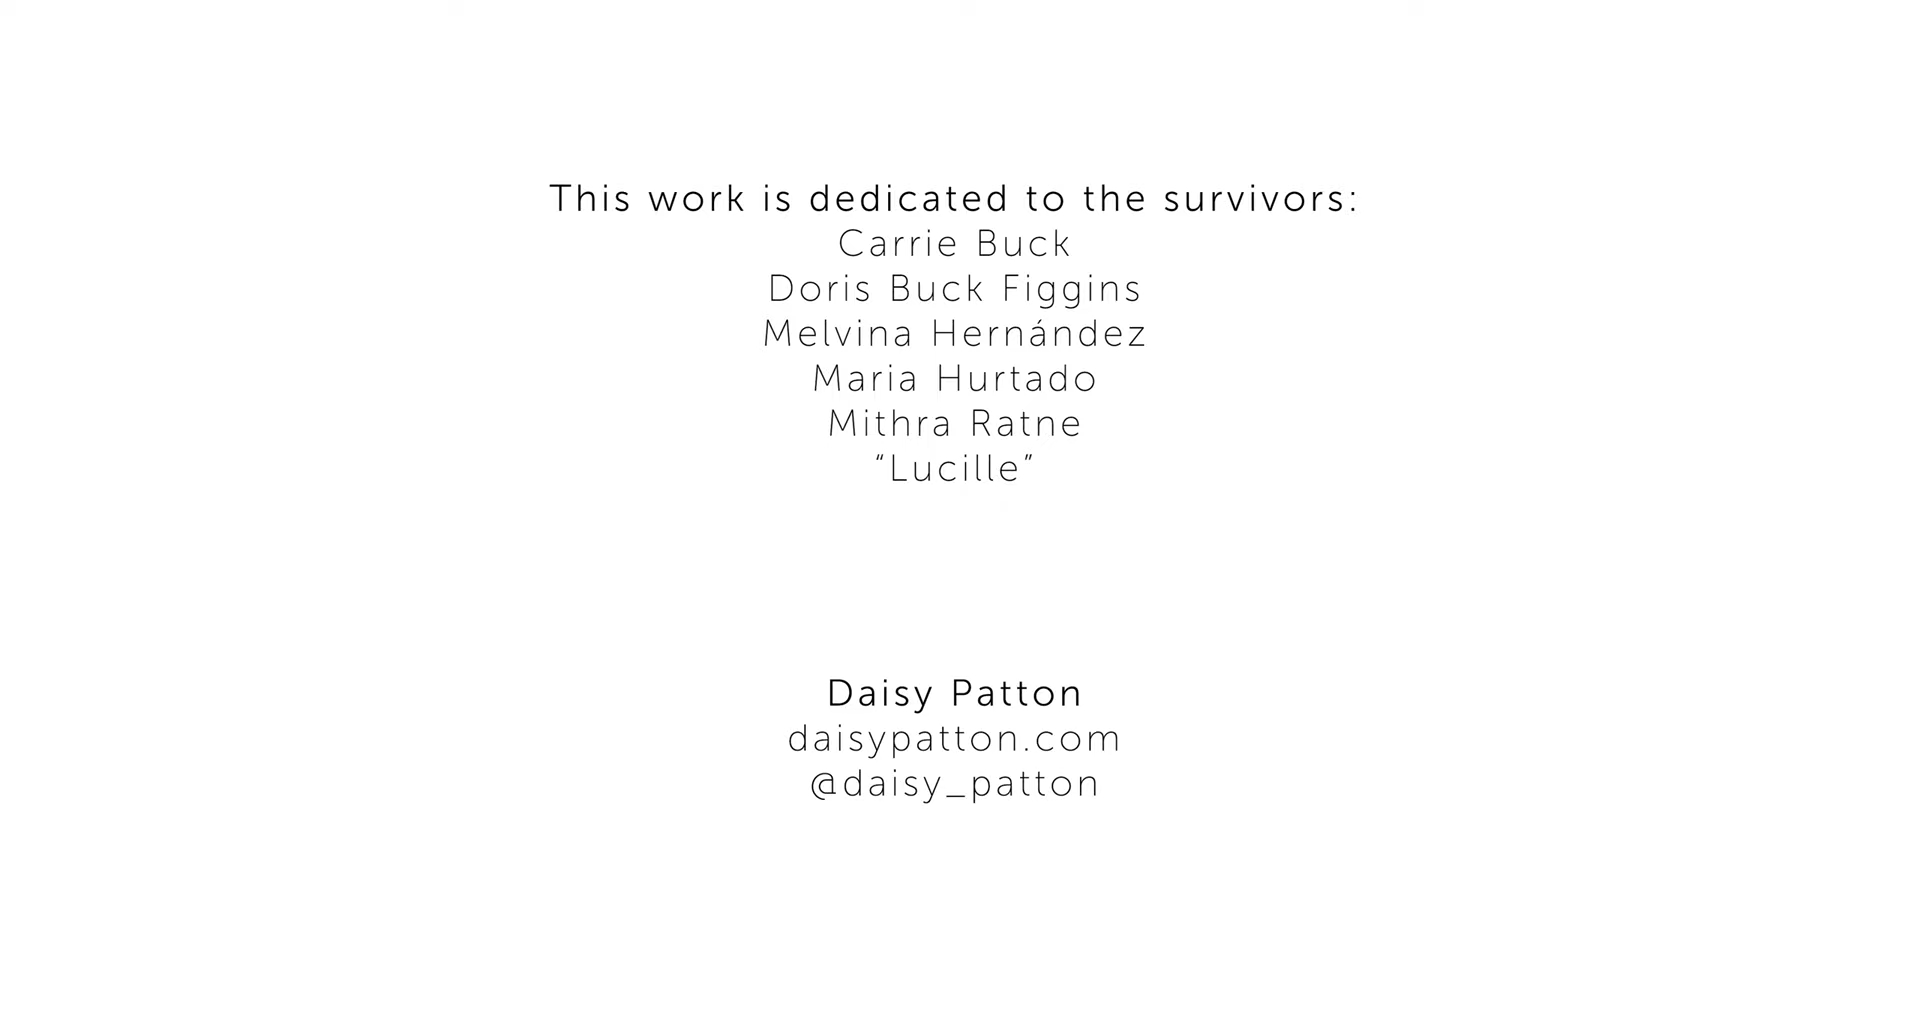 This work is dedicated to the survivors:
Carrie Buck
Doris Buck Figgins
Melvina Hernández
Maria Hurtado
Mithra Ratne
“Lucille”
Daisy Patton
daisypatton.com
@daisy_patton